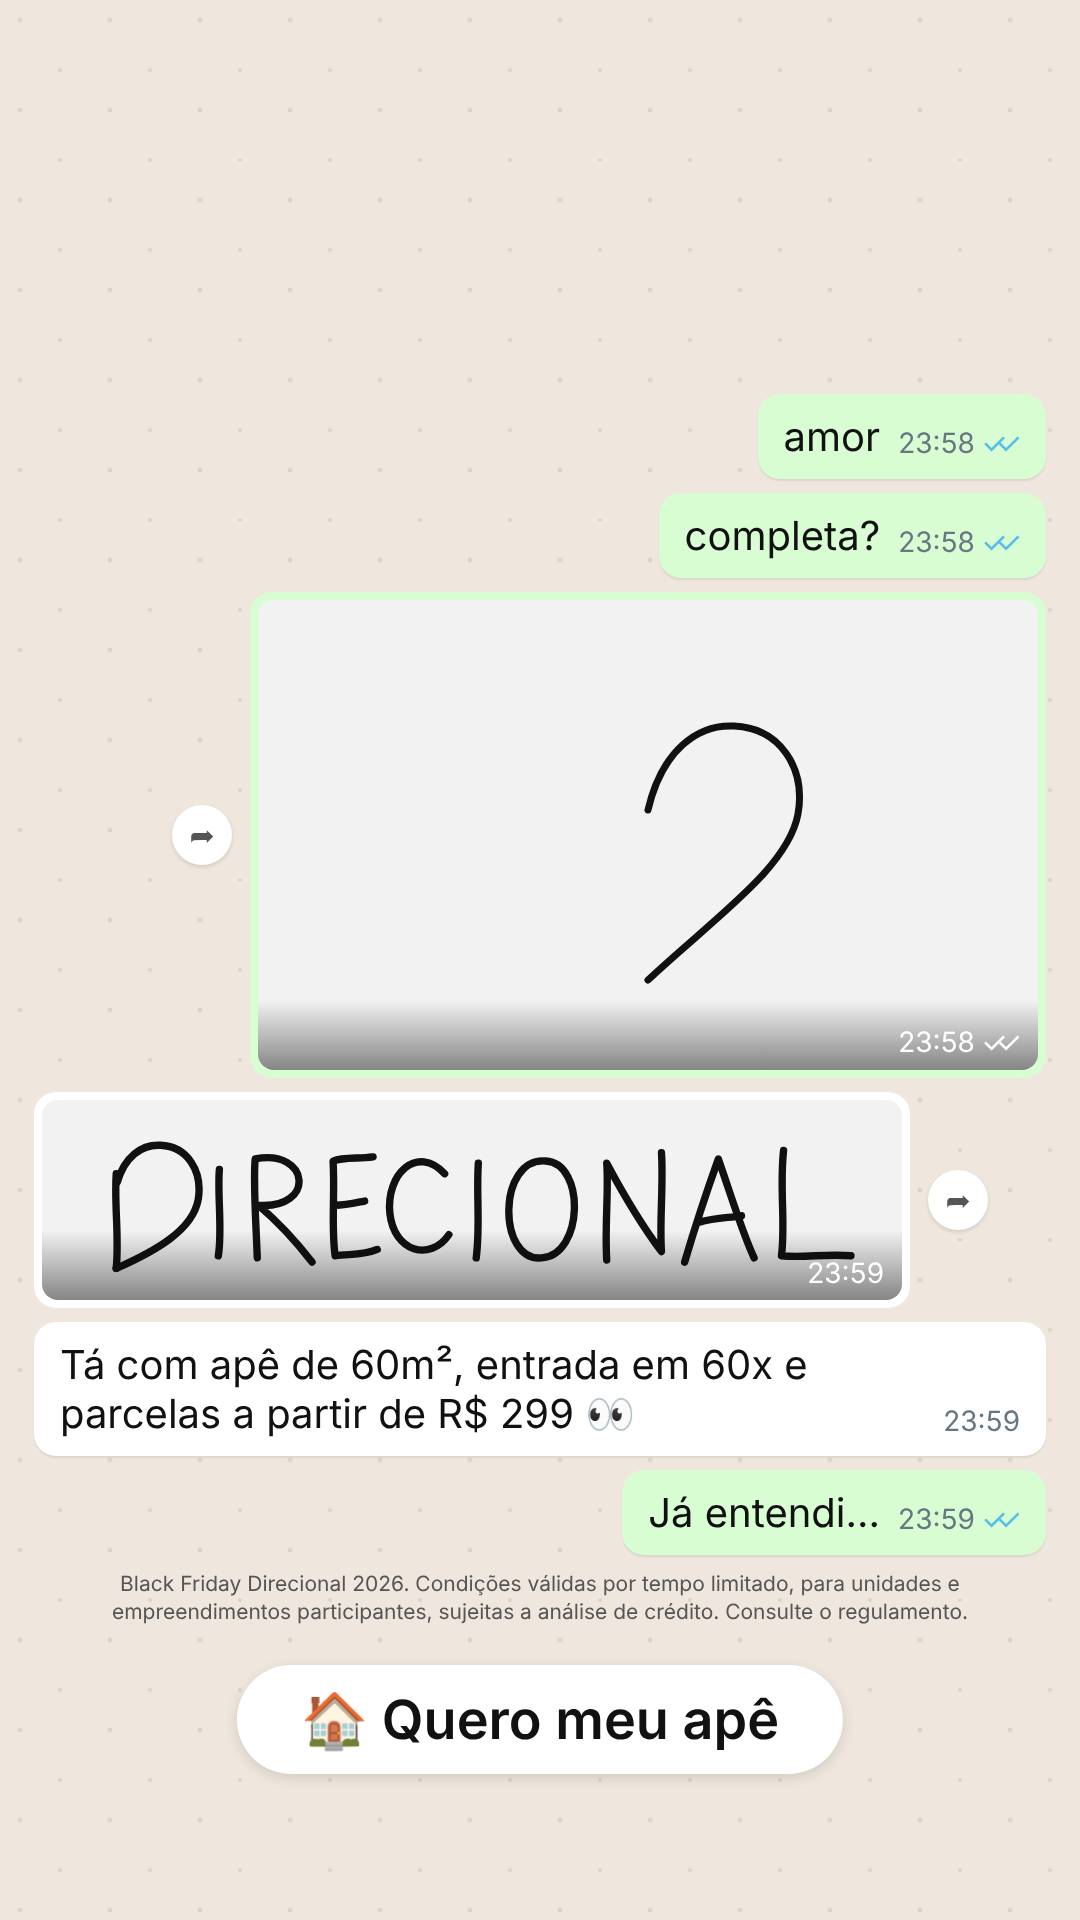 amor 23:58
completa? 23:58
23:58
DIRECIONAL
23:59
Tá com apê de 60m², entrada em 60x e
parcelas a partir de R$ 299 👀 23:59
Já entendi... 23:59
Black Friday Direcional 2026. Condições válidas por tempo limitado, para unidades e
empreendimentos participantes, sujeitas a análise de crédito. Consulte o regulamento.
🏠 Quero meu apê